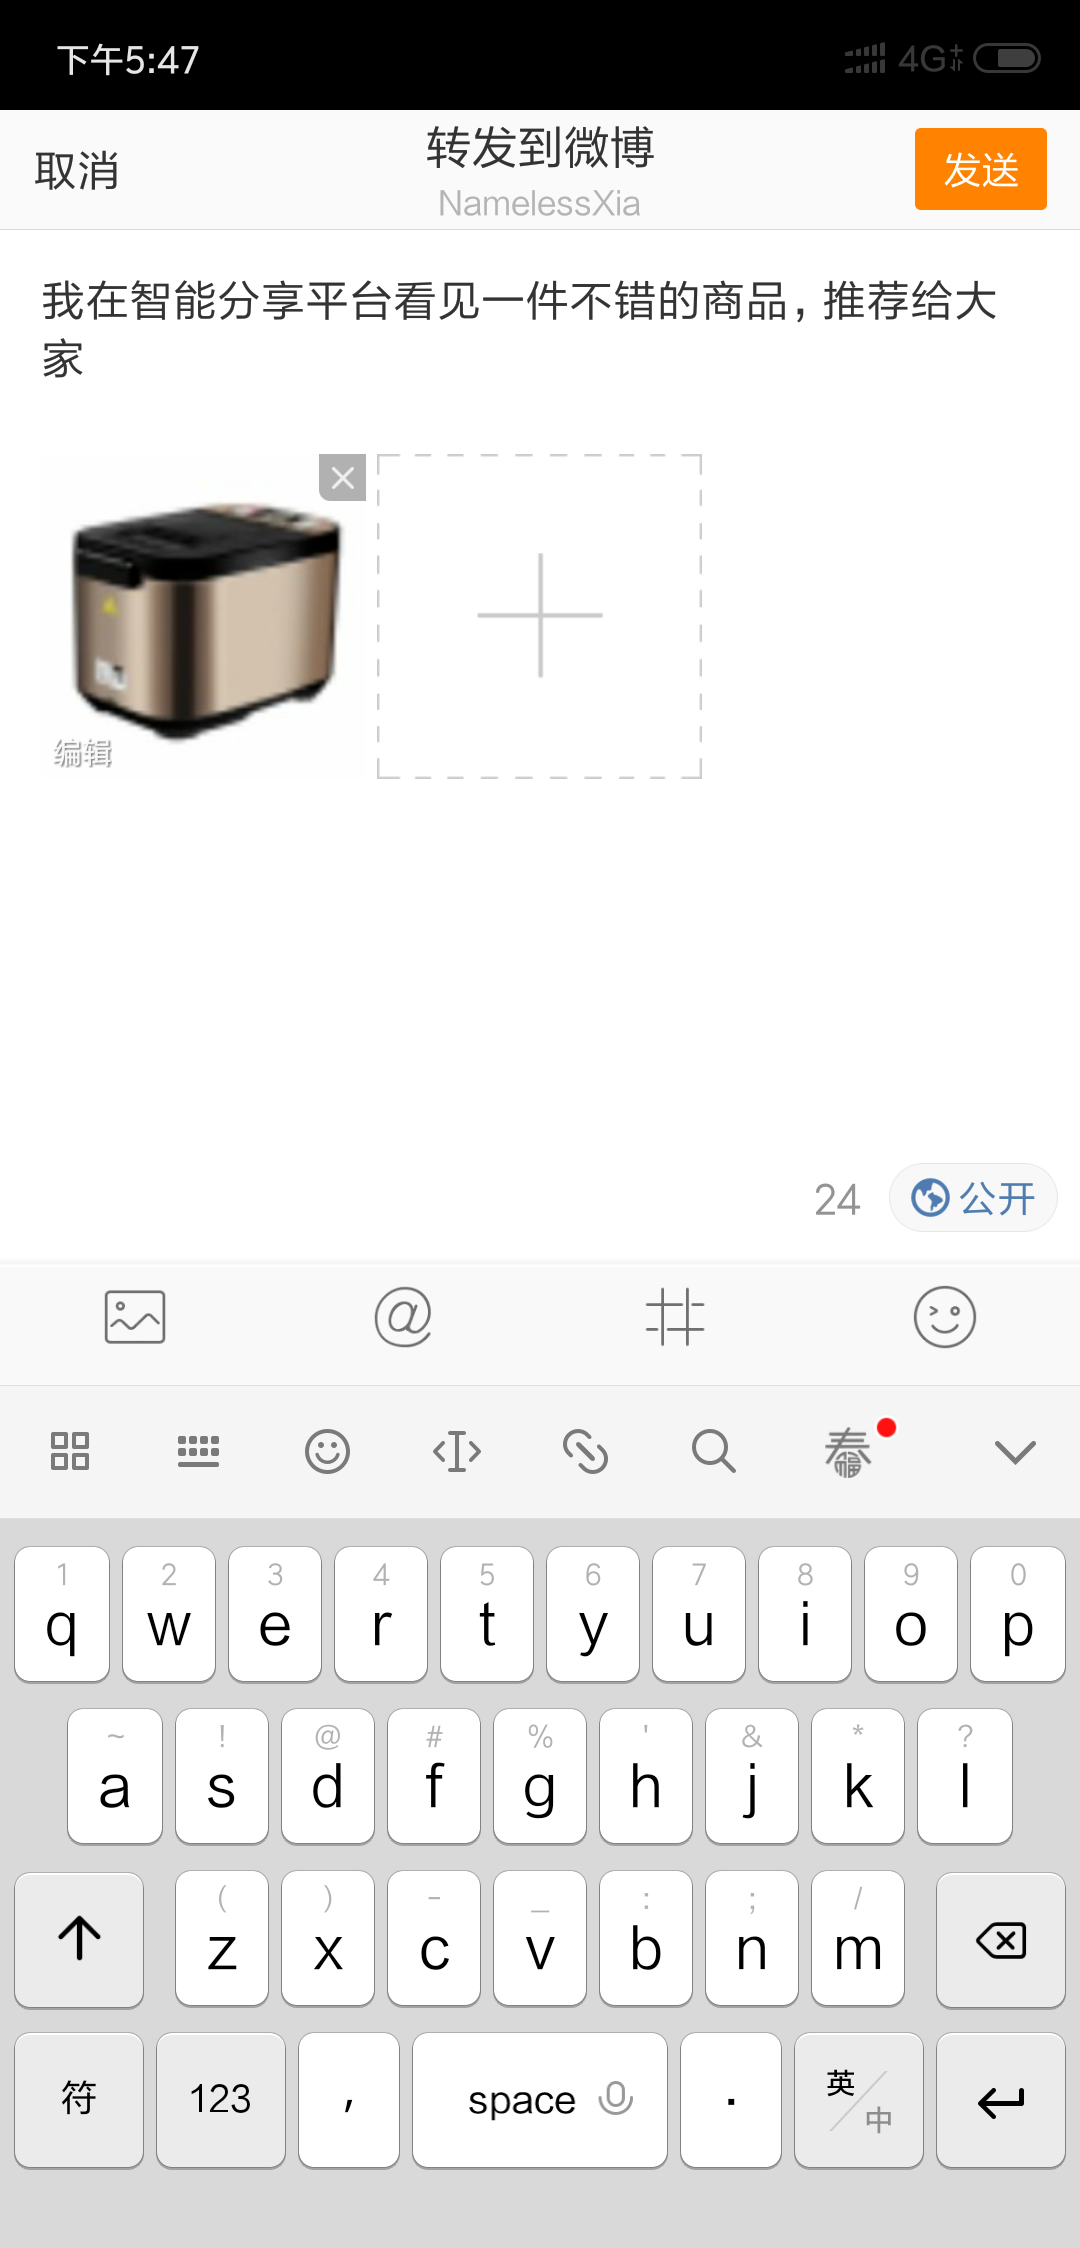 下午5:47
4G+
取消
转发到微博
发送
NamelessXia
我在智能分享平台看见一件不错的商品，推荐给大
家
编辑
24
公开
1 2 3 4 5 6 7 8 9 0
q w e r t y u i o p
~ ! @ # % ' & * ?
a s d f g h j k l
( ) - _ : ; /
z x c v b n m
符 123 , space . 英/中